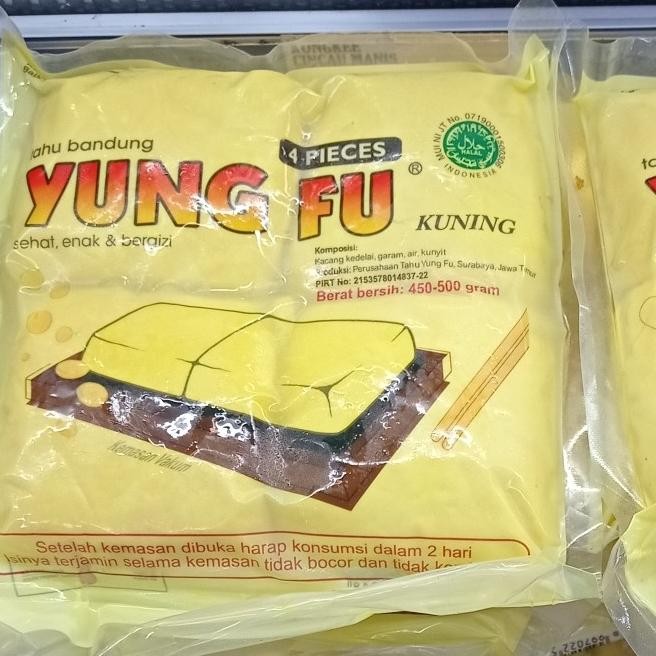 KONGKEE
CINCAU MANIS
tahu bandung
4 PIECES
YUNG FU ®
KUNING
sehat, enak & bergizi
MUI NI JT No.
HALAL
INDONESIA
Komposisi:
Kacang kedelai, garam, air, kunyit
Produksi: Perusahaan Tahu Yung Fu, Surabaya, Jawa Timur
PIRT No: 2153578014837-22
Berat bersih: 450-500 gram
Kemasan Vakum
Setelah kemasan dibuka harap konsumsi dalam 2 hari
isinya terjamin selama kemasan tidak bocor dan tidak